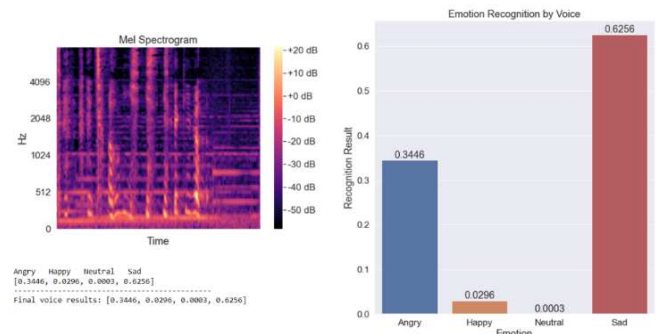 Mel Spectrogram
+20 dB
+10 dB
+0 dB
-10 dB
-20 dB
-30 dB
-40 dB
-50 dB
4096
2048
1024
512
0
Hz
Time
Angry Happy Neutral Sad
[0.3446, 0.0296, 0.0003, 0.6256]
--------------------------------------------------
Final voice results: [0.3446, 0.0296, 0.0003, 0.6256]
Emotion Recognition by Voice
0.6
0.5
0.4
0.3
0.2
0.1
0.0
Recognition Result
0.3446
0.0296
0.0003
0.6256
Angry Happy Neutral Sad
Emotion